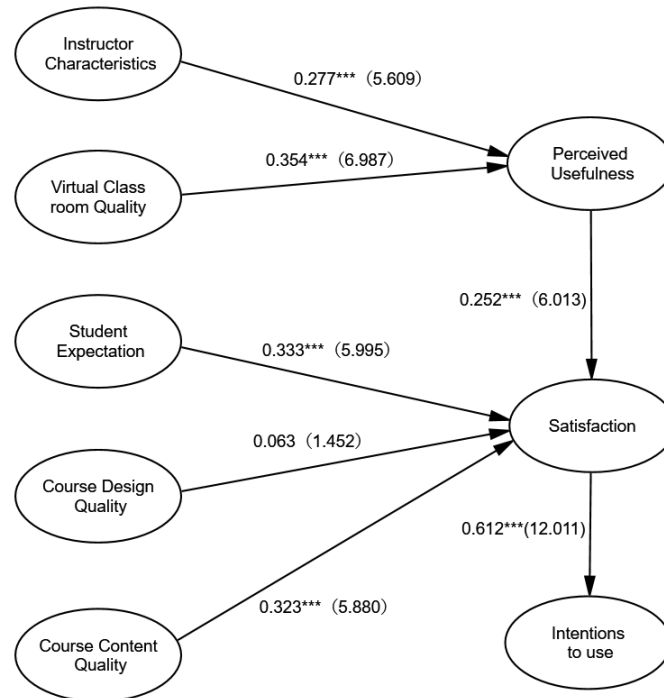 Instructor
Characteristics
0.277***（5.609）
0.354***（6.987）
Perceived
Usefulness
Virtual Class
room Quality
0.252***（6.013)
Student
Expectation
0.333***（5.995）
Satisfaction
0.063（1.452）
Course Design
Quality
0.612***(12.011)
0.323***（5.880）
Course Content
Quality
Intentions
to use